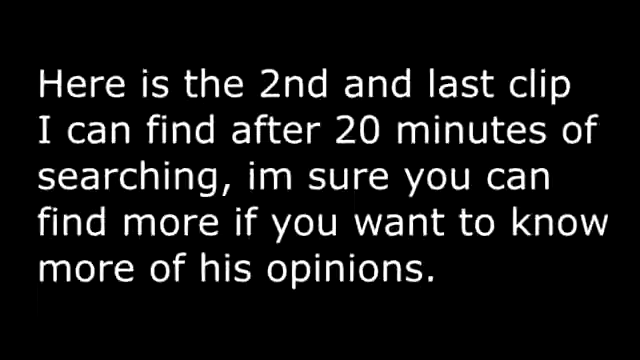 Here is the 2nd and last clip
I can find after 20 minutes of
searching, im sure you can
find more if you want to know
more of his opinions.